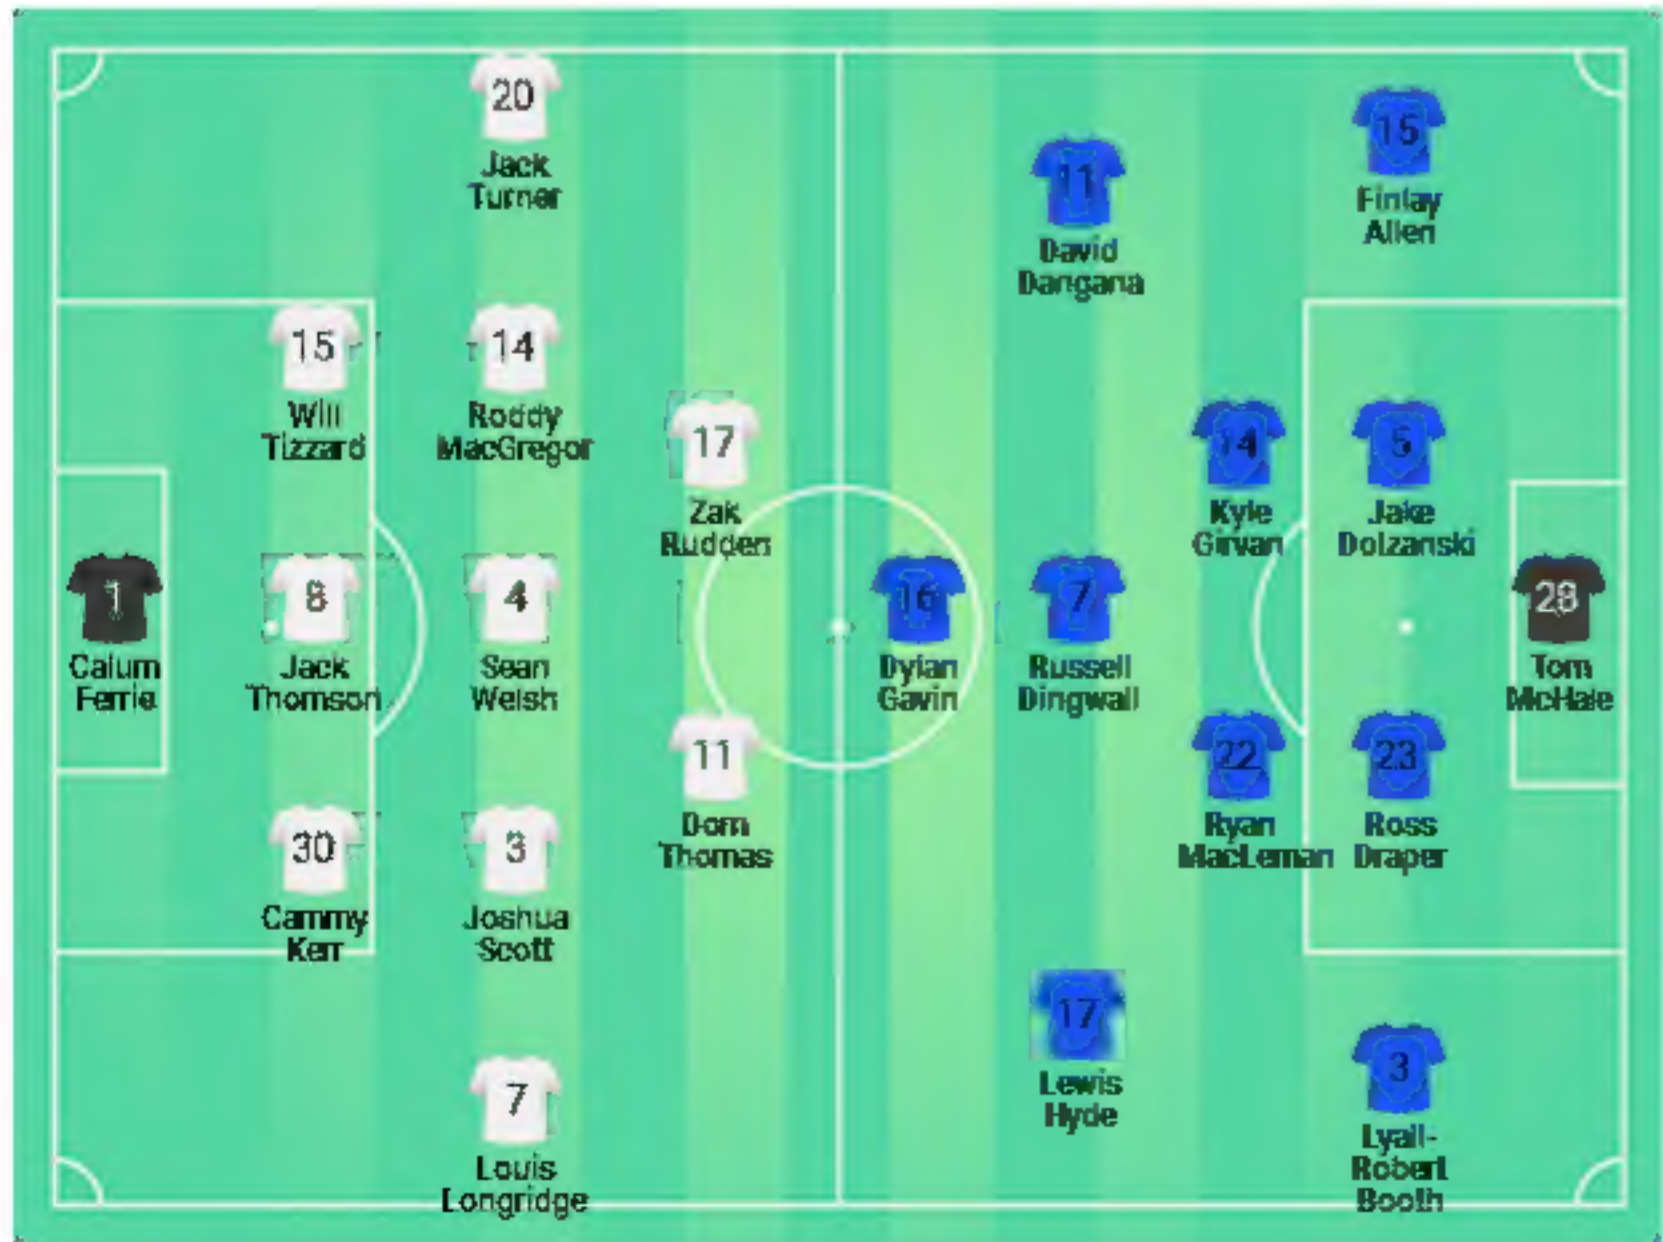 20
Jack
Turner
15
Will
Tizzard
14
Roddy
MacGregor
17
Zak
Rudden
1
Calum
Ferrie
8
Jack
Thomson
4
Sean
Welsh
11
Dom
Thomas
30
Cammy
Kerr
3
Joshua
Scott
7
Louis
Longridge
11
David
Dangana
15
Finlay
Allen
14
Kyle
Girvan
5
Jake
Dolzanski
16
Dylan
Gavin
7
Russell
Dingwall
28
Tom
McHale
22
Ryan
MacLeman
23
Ross
Draper
17
Lewis
Hyde
3
Lyall-
Robert
Booth